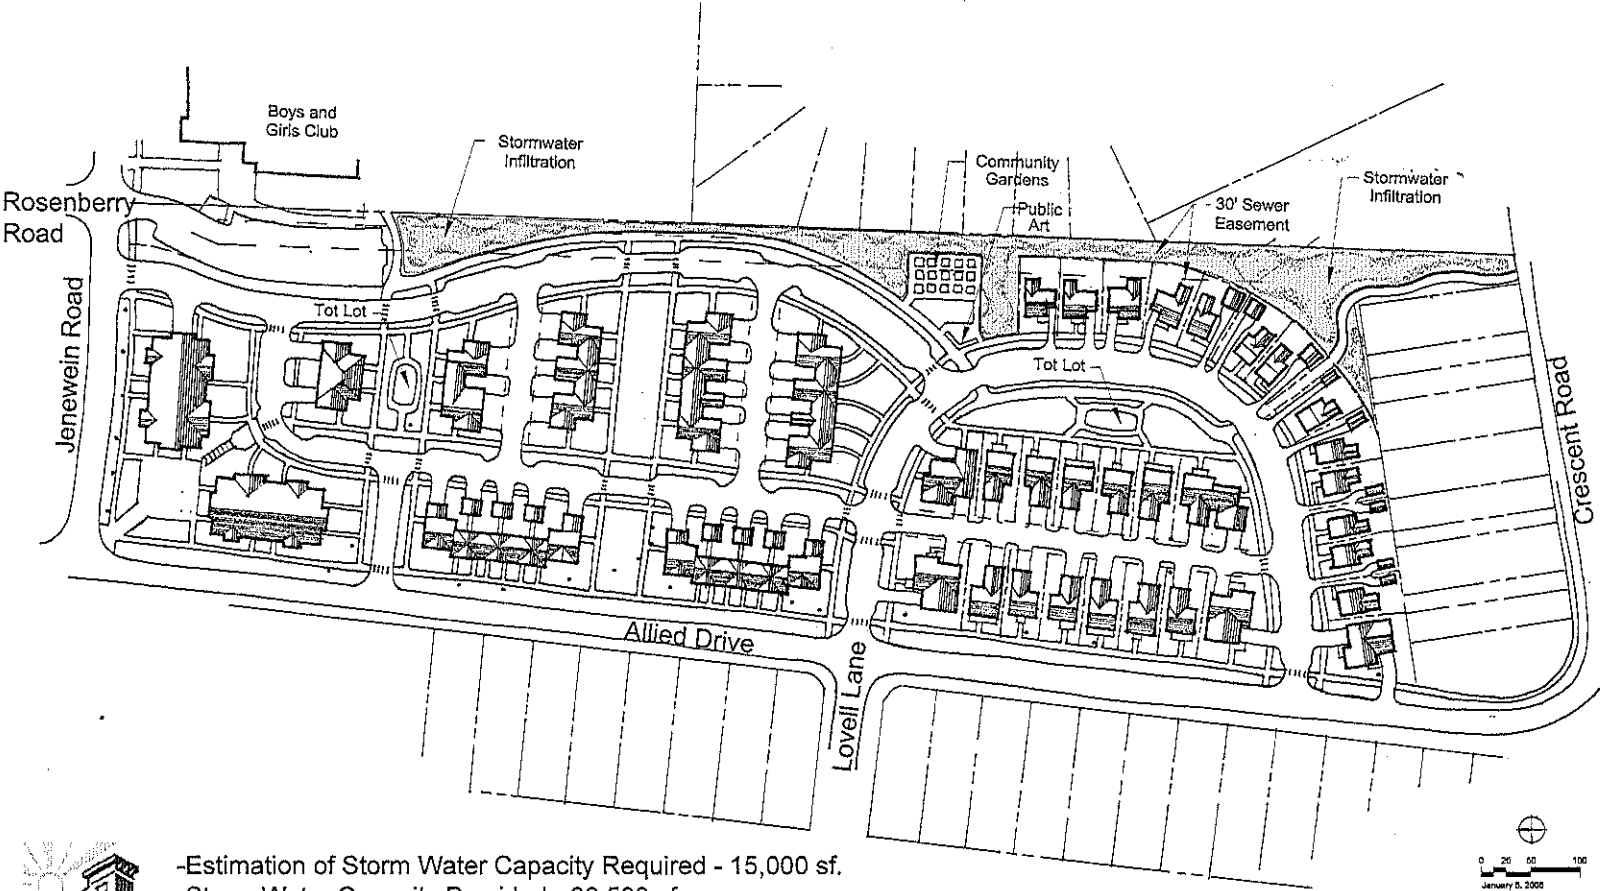 Boys and
Girls Club
Stormwater
Infiltration
Community
Gardens
Public
Art
30' Sewer
Easement
Stormwater
Infiltration
Rosenberry
Road
Jenewein Road
Tot Lot
Tot Lot
Crescent Road
Allied Drive
Lovell Lane
-Estimation of Storm Water Capacity Required - 15,000 sf.
0 25 50 100